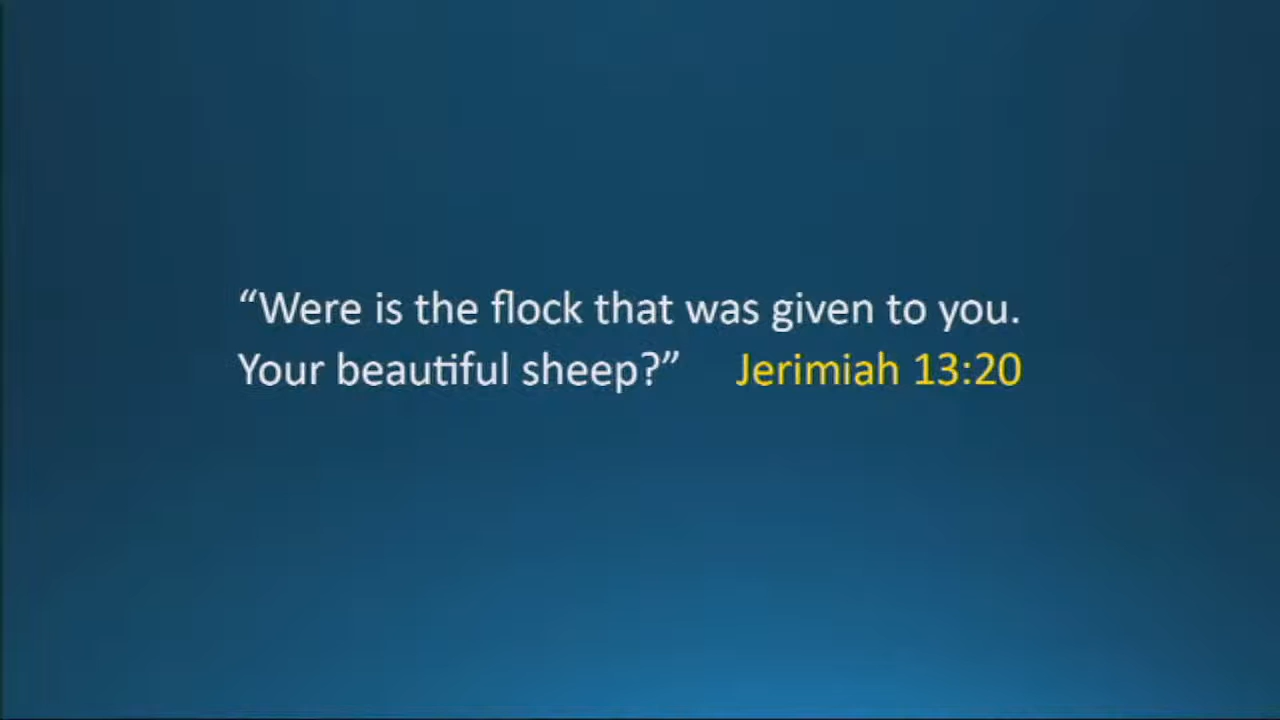 “Were is the flock that was given to you.
Your beautiful sheep?” Jerimiah 13:20